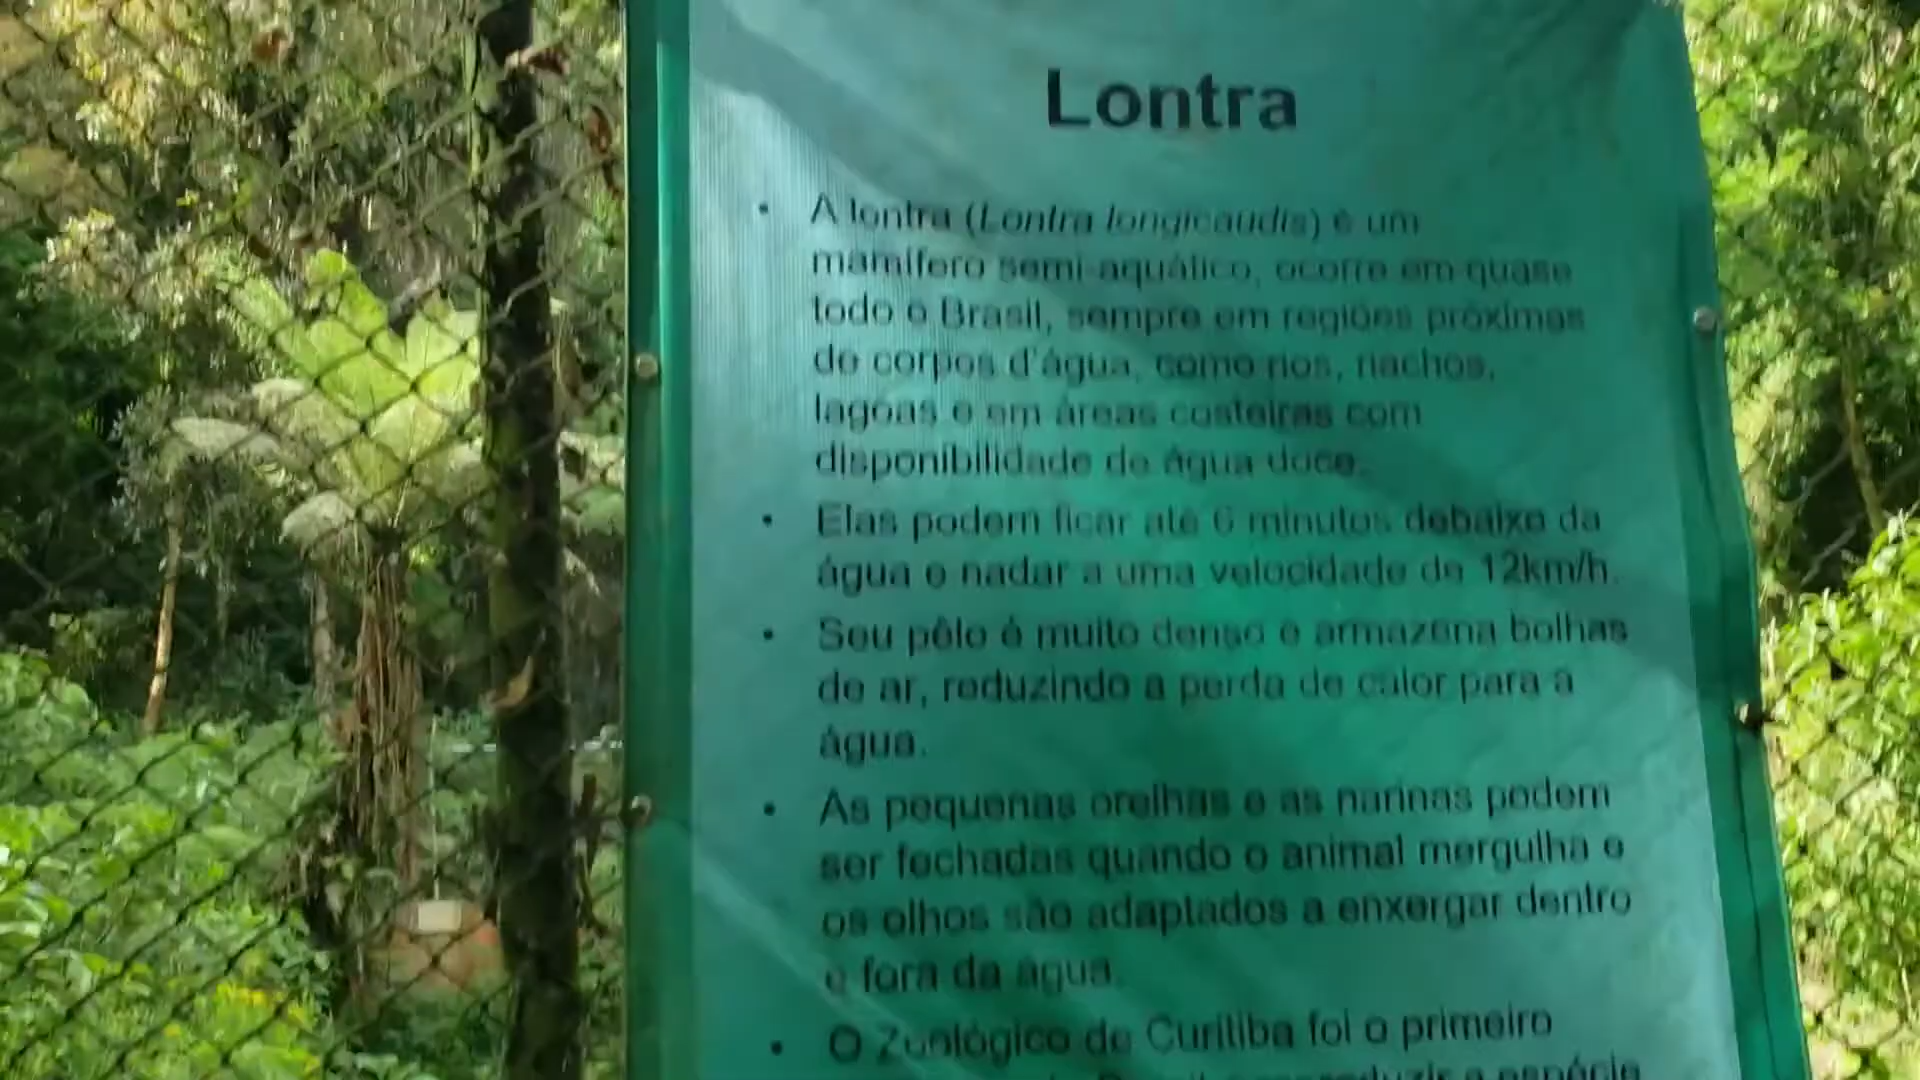 Lontra
• A lontra (Lontra longicaudis) é um
mamífero semi-aquático, ocorre em quase
todo o Brasil, sempre em regiões próximas
de corpos d'água, como rios, riachos,
lagoas e em áreas costeiras com
disponibilidade de água doce.
• Elas podem ficar até 6 minutos debaixo da
água e nadar a uma velocidade de 12km/h.
• Seu pêlo é muito denso e armazena bolhas
de ar, reduzindo a perda de calor para a
água.
• As pequenas orelhas e as narinas podem
ser fechadas quando o animal mergulha e
os olhos são adaptados a enxergar dentro
e fora da água.
• O Zoológico de Curitiba foi o primeiro
a espécie